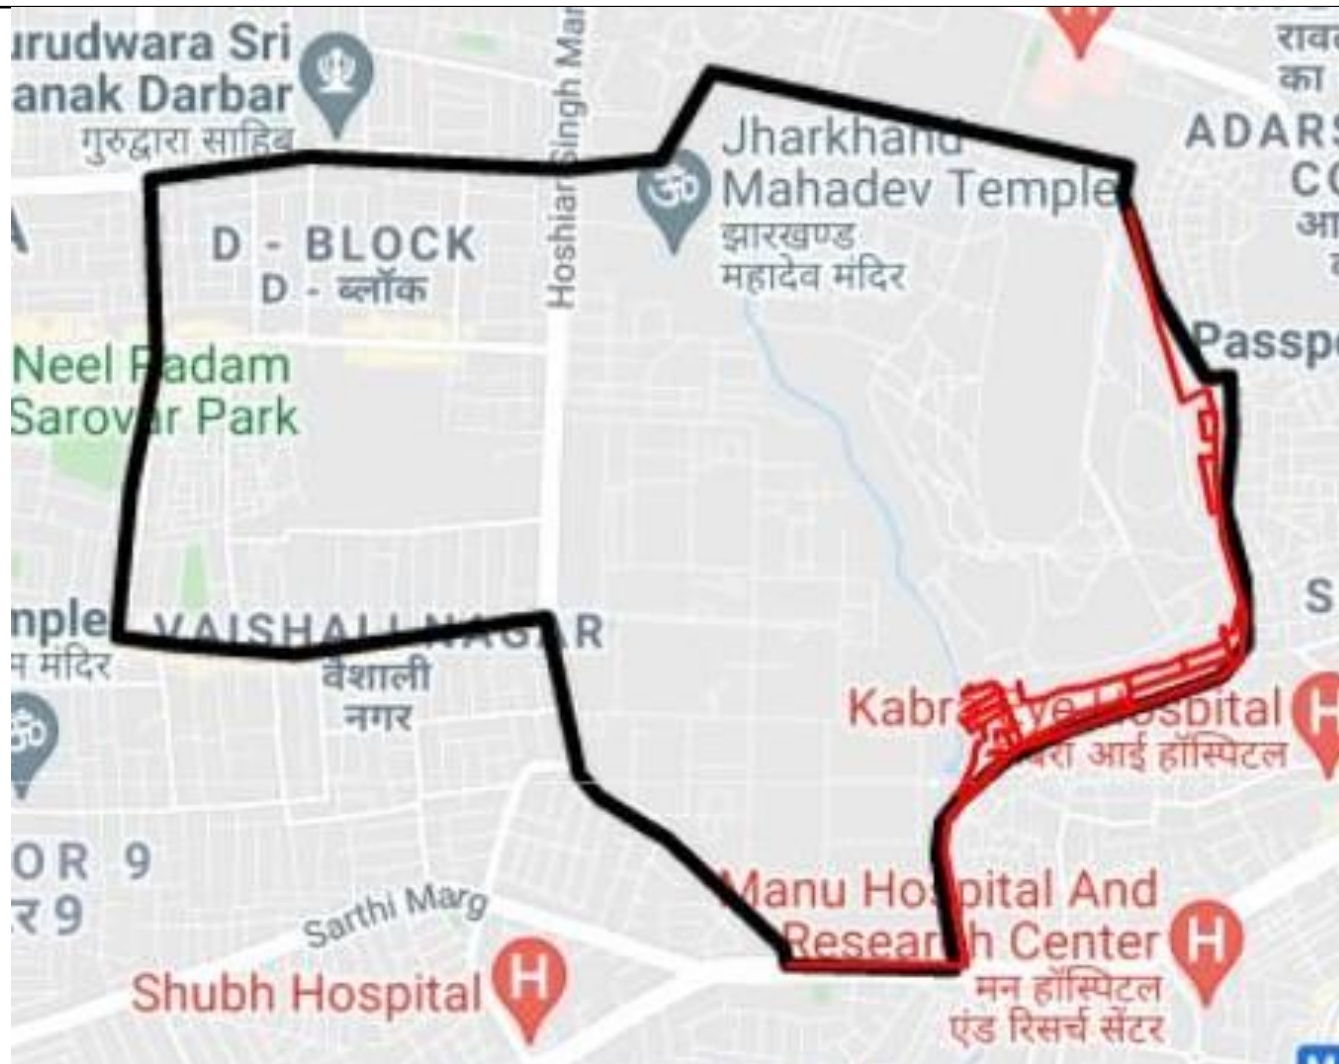 urudwara Sri
anak Darbar
गुरुद्वारा साहिब
Hoshiar Singh Mar
राव
का
ADARS
CO
आ
Jharkhand
Mahadev Temple
झारखण्ड
महादेव मंदिर
D - BLOCK
D - ब्लॉक
A
Neel Padam
Sarovar Park
Passpo
S
mple
न मंदिर
VAISHALI NAGAR
वैशाली
नगर
Kabra Eye Hospital
बरा आई हॉस्पिटल
OR 9
र 9
Sarthi Marg
Shubh Hospital
Manu Hospital And
Research Center
मन हॉस्पिटल
एंड रिसर्च सेंटर